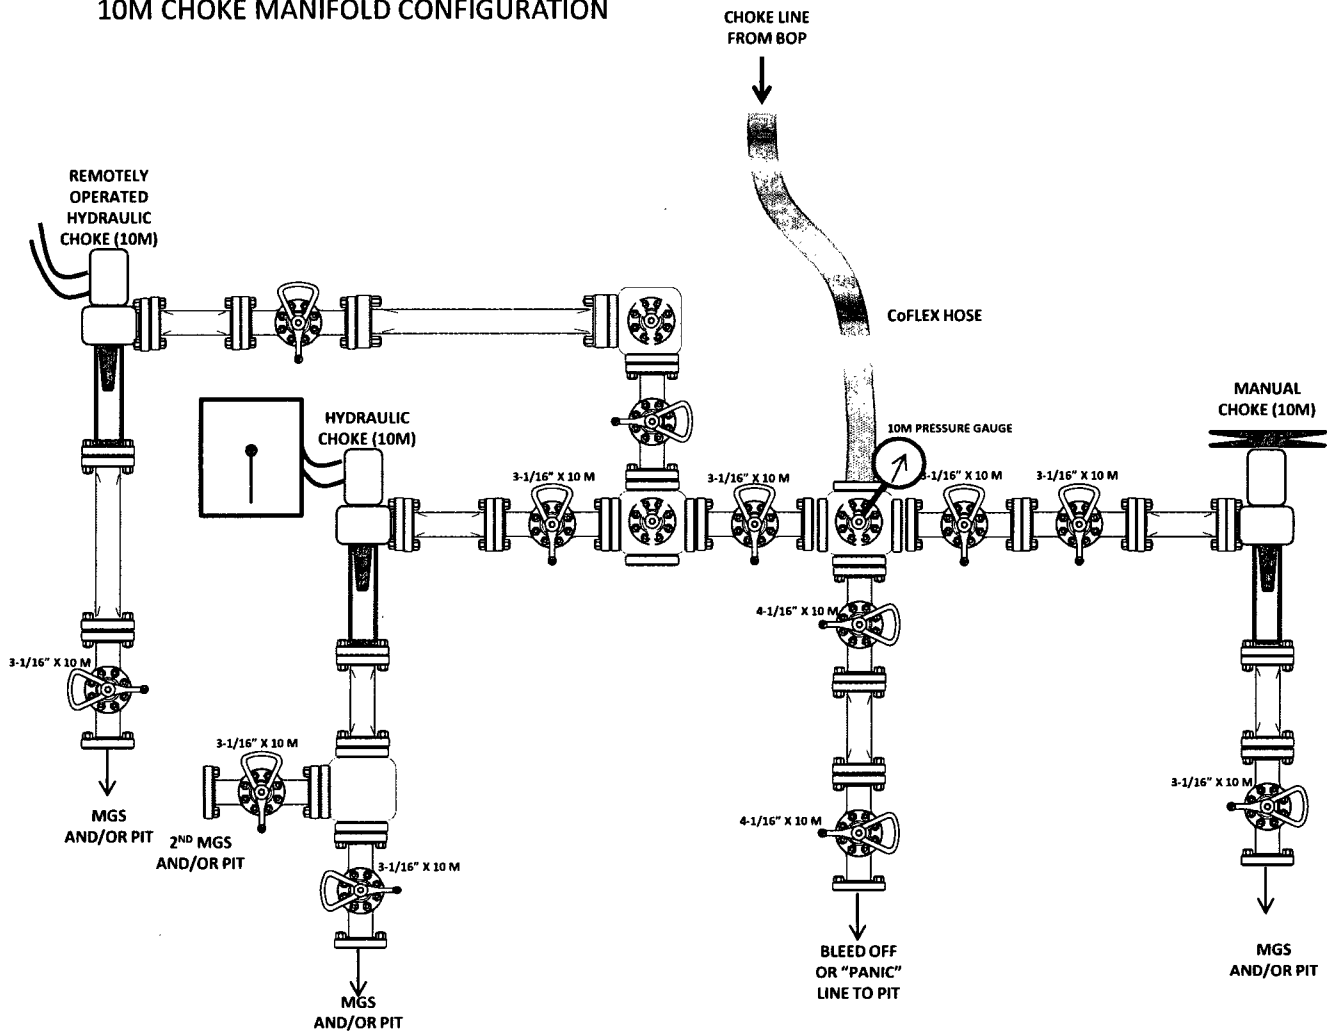 10M CHOKE MANIFOLD CONFIGURATION
CHOKE LINE
FROM BOP
REMOTELY
OPERATED
HYDRAULIC
CHOKE (10M)
CoFLEX HOSE
MANUAL
CHOKE (10M)
HYDRAULIC
CHOKE (10M)
10M PRESSURE GAUGE
3-1/16" X 10 M
3-1/16" X 10 M
3-1/16" X 10 M
3-1/16" X 10 M
4-1/16" X 10 M
3-1/16" X 10 M
3-1/16" X 10 M
3-1/16" X 10 M
4-1/16" X 10 M
MGS
AND/OR PIT
2ND MGS
AND/OR PIT
3-1/16" X 10 M
BLEED OFF
OR "PANIC"
LINE TO PIT
MGS
AND/OR PIT
MGS
AND/OR PIT